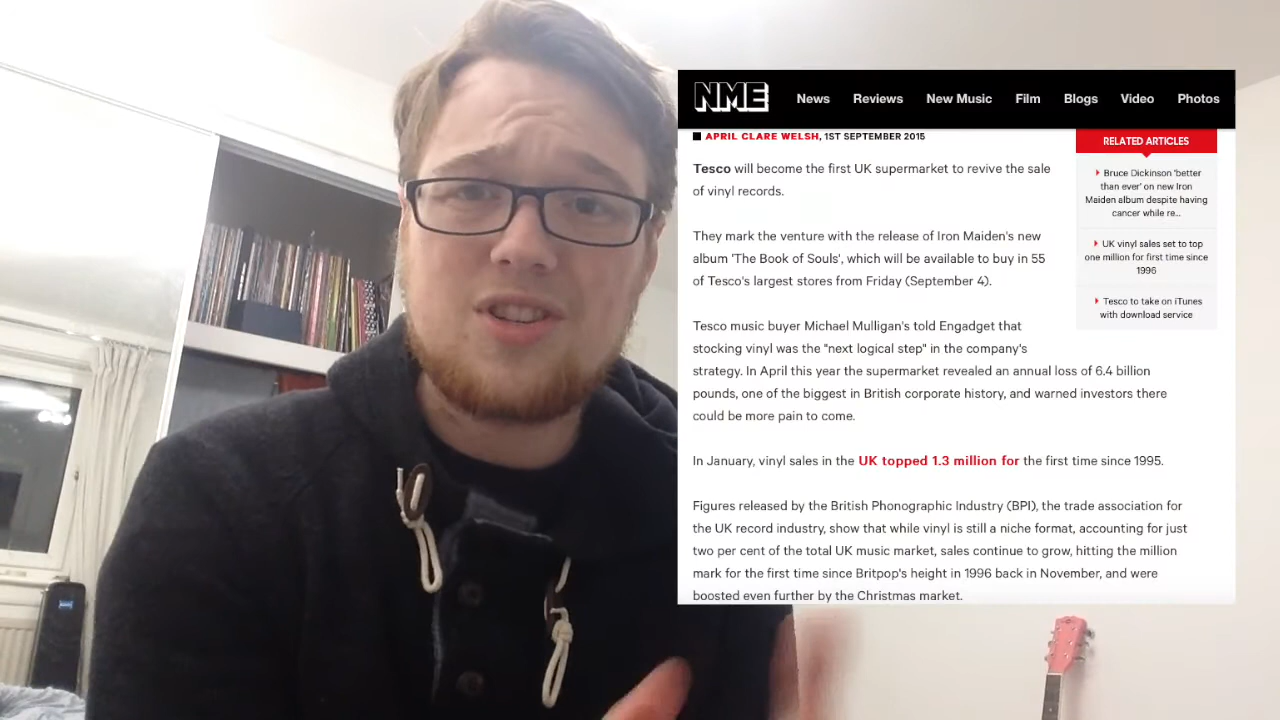 NME
News Reviews New Music Film Blogs Video Photos
APRIL CLARE WELSH, 1ST SEPTEMBER 2015
Tesco will become the first UK supermarket to revive the sale
of vinyl records.
They mark the venture with the release of Iron Maiden's new
album 'The Book of Souls', which will be available to buy in 55
of Tesco's largest stores from Friday (September 4).
Tesco music buyer Michael Mulligan's told Engadget that
stocking vinyl was the "next logical step" in the company's
strategy. In April this year the supermarket revealed an annual loss of 6.4 billion
pounds, one of the biggest in British corporate history, and warned investors there
could be more pain to come.
In January, vinyl sales in the UK topped 1.3 million for the first time since 1995.
Figures released by the British Phonographic Industry (BPI), the trade association for
the UK record industry, show that while vinyl is still a niche format, accounting for just
two per cent of the total UK music market, sales continue to grow, hitting the million
mark for the first time since Britpop's height in 1996 back in November, and were
boosted even further by the Christmas market.
RELATED ARTICLES
Bruce Dickinson 'better
than ever' on new Iron
Maiden album despite having
cancer while re...
UK vinyl sales set to top
one million for first time since
1996
Tesco to take on iTunes
with download service